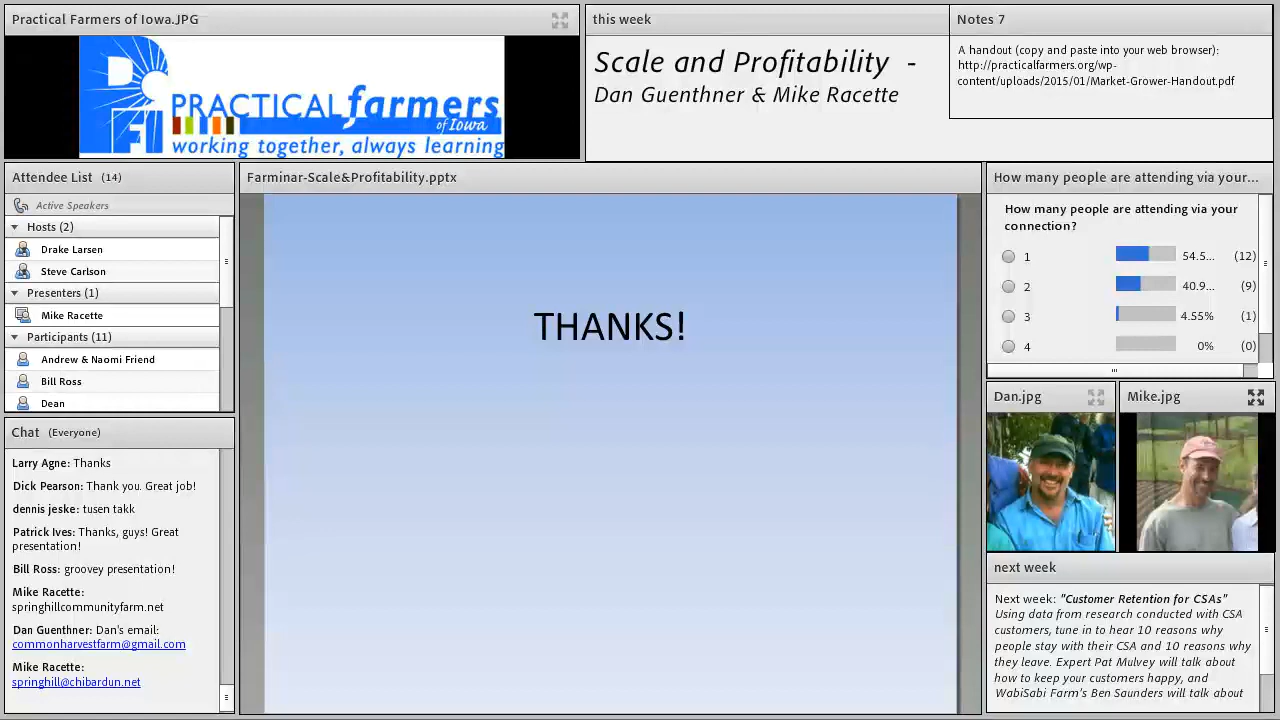 Practical Farmers of Iowa.JPG
PRACTICAL farmers
of Iowa
working together, always learning
this week
Scale and Profitability  -
Dan Guenthner & Mike Racette
Notes 7
A handout (copy and paste into your web browser):
http://practicalfarmers.org/wp-
content/uploads/2015/01/Market-Grower-Handout.pdf
Attendee List (14)
Active Speakers
Hosts (2)
Drake Larsen
Steve Carlson
Presenters (1)
Mike Racette
Participants (11)
Andrew & Naomi Friend
Bill Ross
Dean
Chat (Everyone)
Larry Agne: Thanks
Dick Pearson: Thank you. Great job!
dennis jeske: tusen takk
Patrick Ives: Thanks, guys! Great
presentation!
Bill Ross: groovey presentation!
Mike Racette:
springhillcommunityfarm.net
Dan Guenthner: Dan's email:
commonharvestfarm@gmail.com
Mike Racette:
springhill@chibardun.net
Farminar-Scale&Profitability.pptx
THANKS!
How many people are attending via your...
How many people are attending via your
connection?
1 54.5... (12)
2 40.9... (9)
3 4.55% (1)
4 0% (0)
Dan.jpg
Mike.jpg
next week
Next week: "Customer Retention for CSAs"
Using data from research conducted with CSA
customers, tune in to hear 10 reasons why
people stay with their CSA and 10 reasons why
they leave. Expert Pat Mulvey will talk about
how to keep your customers happy, and
WabiSabi Farm's Ben Saunders will talk about